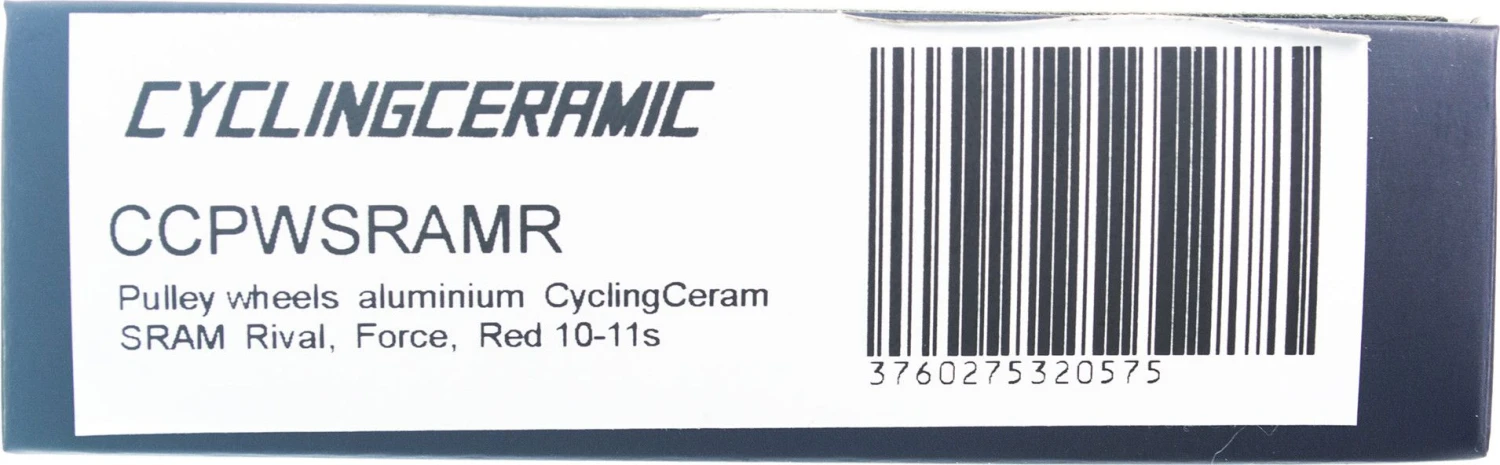 CYCLINGCERAMIC
CCPWSRAMR
Pulley wheels aluminium CyclingCeram
SRAM Rival, Force, Red 10-11s
3760275320575